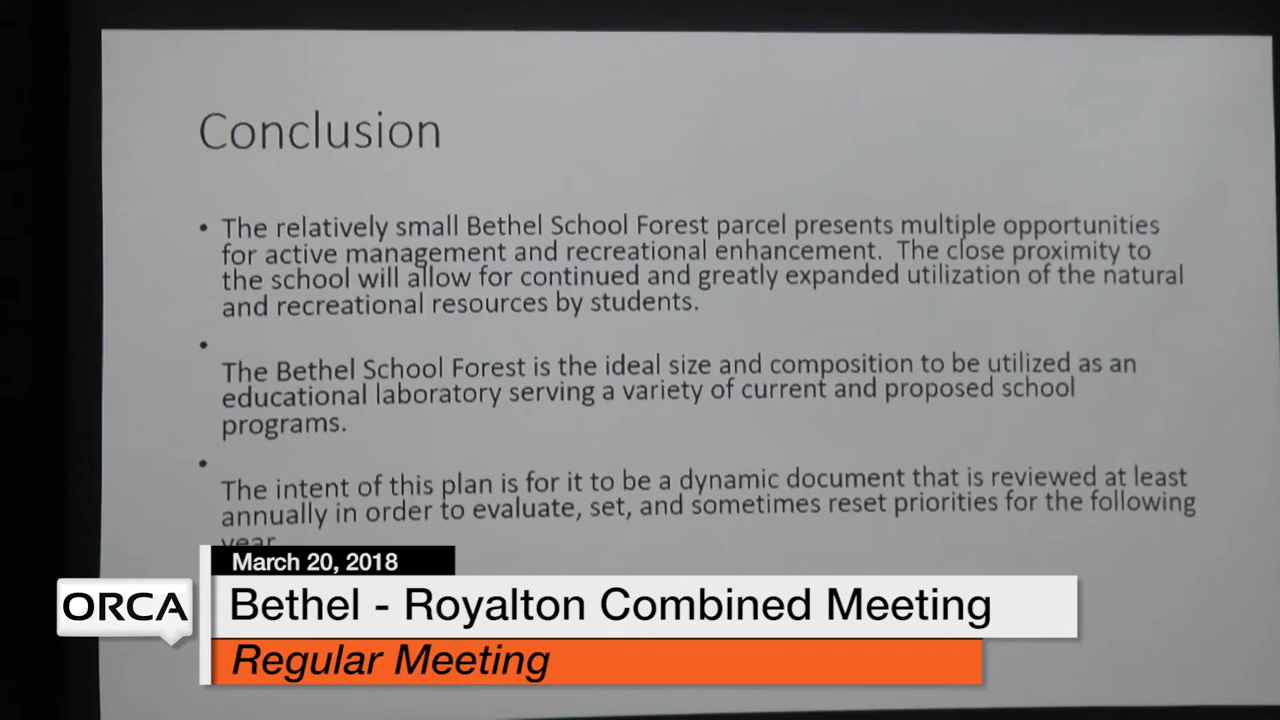 Conclusion
• The relatively small Bethel School Forest parcel presents multiple opportunities
for active management and recreational enhancement. The close proximity to
the school will allow for continued and greatly expanded utilization of the natural
and recreational resources by students.
•
The Bethel School Forest is the ideal size and composition to be utilized as an
educational laboratory serving a variety of current and proposed school
programs.
•
The intent of this plan is for it to be a dynamic document that is reviewed at least
annually in order to evaluate, set, and sometimes reset priorities for the following
year.
March 20, 2018
ORCA
Bethel - Royalton Combined Meeting
Regular Meeting